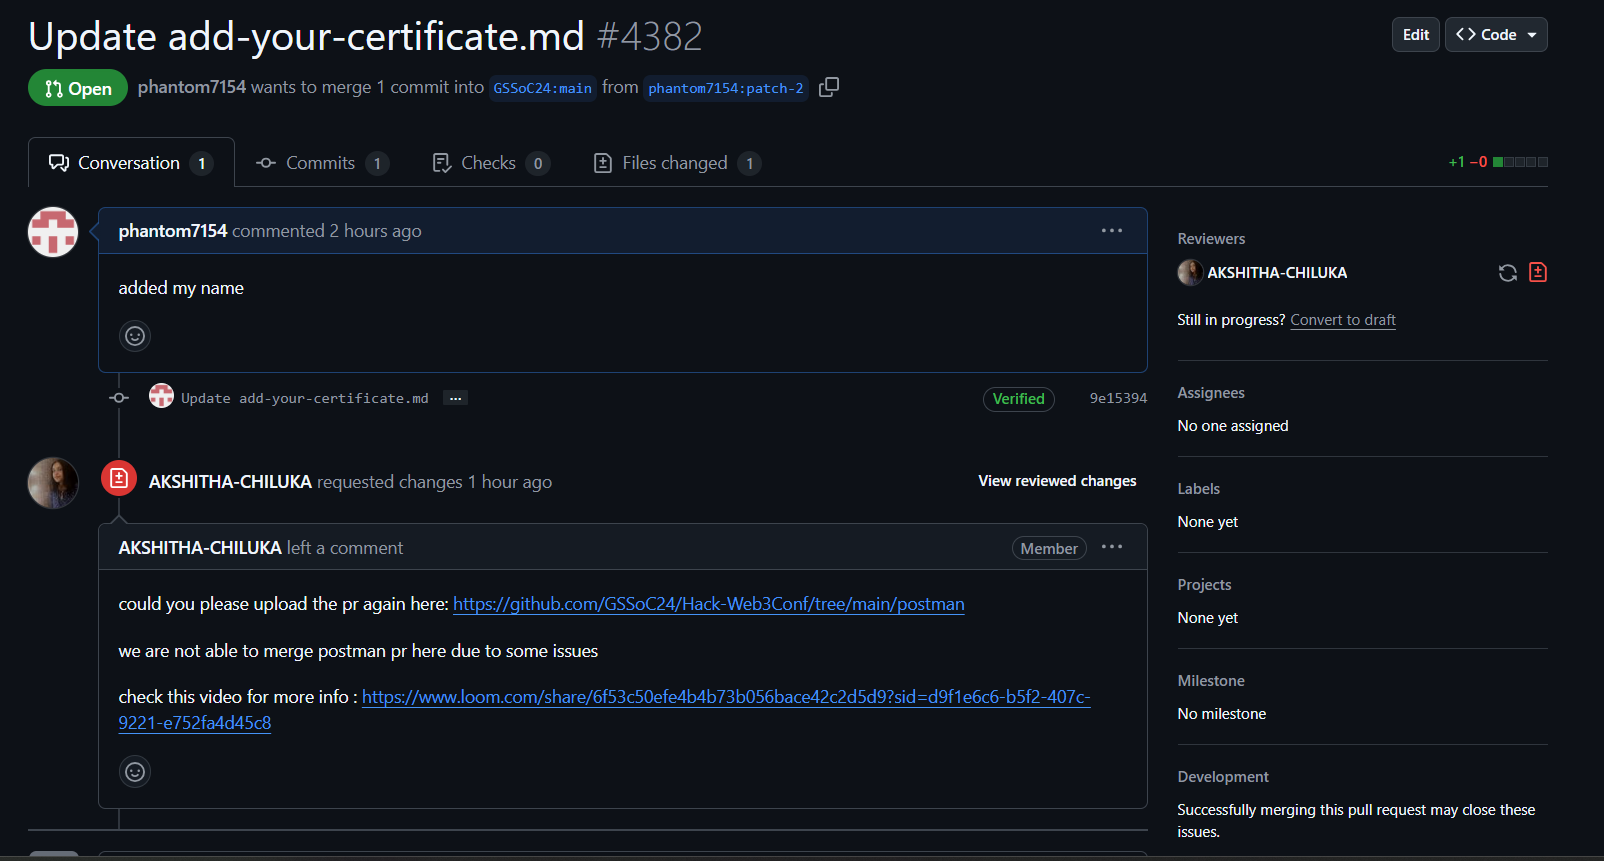 Update add-your-certificate.md #4382
Edit
Code
Open
phantom7154 wants to merge 1 commit into GSSoC24:main from phantom7154:patch-2
Conversation 1
Commits 1
Checks 0
Files changed 1
+1 −0
phantom7154 commented 2 hours ago
added my name
Update add-your-certificate.md ...
Verified
9e15394
AKSHITHA-CHILUKA requested changes 1 hour ago
View reviewed changes
AKSHITHA-CHILUKA left a comment
Member
could you please upload the pr again here: https://github.com/GSSoC24/Hack-Web3Conf/tree/main/postman
we are not able to merge postman pr here due to some issues
check this video for more info : https://www.loom.com/share/6f53c50efe4b4b73b056bace42c2d5d9?sid=d9f1e6c6-b5f2-407c-
9221-e752fa4d45c8
Reviewers
AKSHITHA-CHILUKA
Still in progress? Convert to draft
Assignees
No one assigned
Labels
None yet
Projects
None yet
Milestone
No milestone
Development
Successfully merging this pull request may close these
issues.